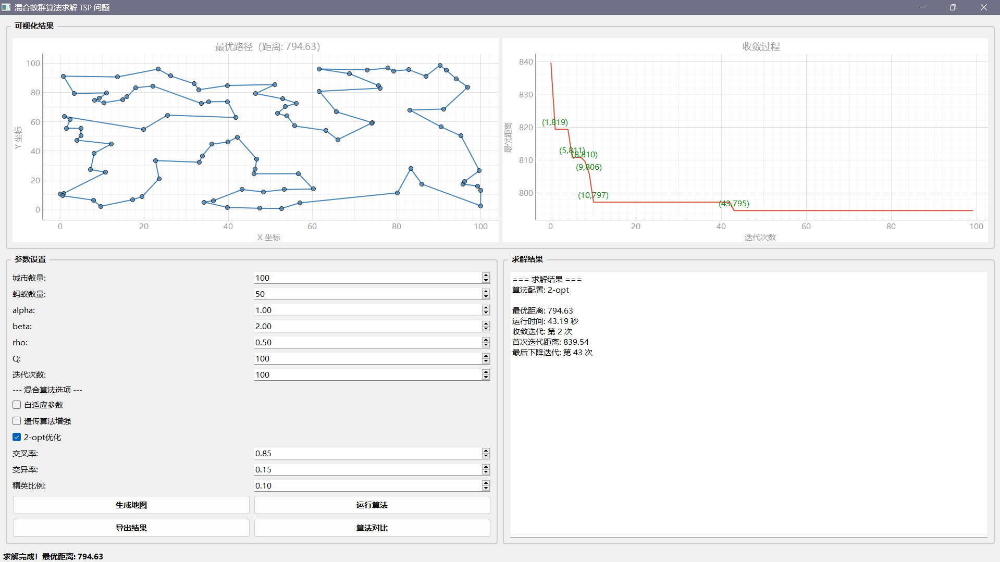 混合蚁群算法求解 TSP 问题
可视化结果
最优路径（距离: 794.63）
100
80
60
40
20
0
Y 坐标
0
20
40
60
80
100
X 坐标
收敛过程
840
830
820
810
800
最优距离
(1,819)
(5,811)
(8,810)
(9,806)
(10,797)
(43,795)
0
20
40
60
80
100
迭代次数
参数设置
城市数量: 100
蚂蚁数量: 50
alpha: 1.00
beta: 2.00
rho: 0.50
Q: 100
迭代次数: 100
--- 混合算法选项 ---
自适应参数
遗传算法增强
2-opt优化
交叉率: 0.85
变异率: 0.15
精英比例: 0.10
生成地图
运行算法
导出结果
算法对比
求解结果
=== 求解结果 ===
算法配置: 2-opt
最优距离: 794.63
运行时间: 43.19 秒
收敛迭代: 第 2 次
首次迭代距离: 839.54
最后下降迭代: 第 43 次
求解完成！最优距离: 794.63